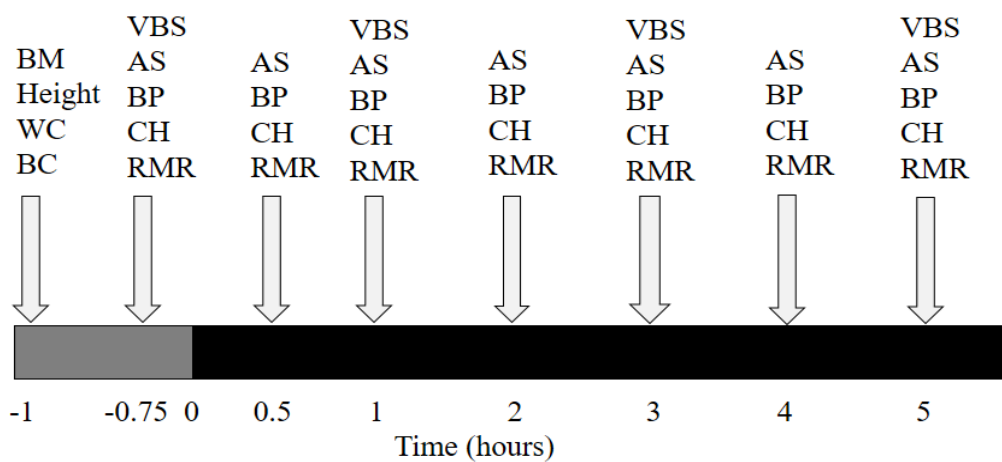 BM
Height
WC
BC
VBS
AS
BP
CH
RMR
AS
BP
CH
RMR
VBS
AS
BP
CH
RMR
AS
BP
CH
RMR
VBS
AS
BP
CH
RMR
AS
BP
CH
RMR
VBS
AS
BP
CH
RMR
-1 -0.75 0 0.5 1 2 3 4 5
Time (hours)